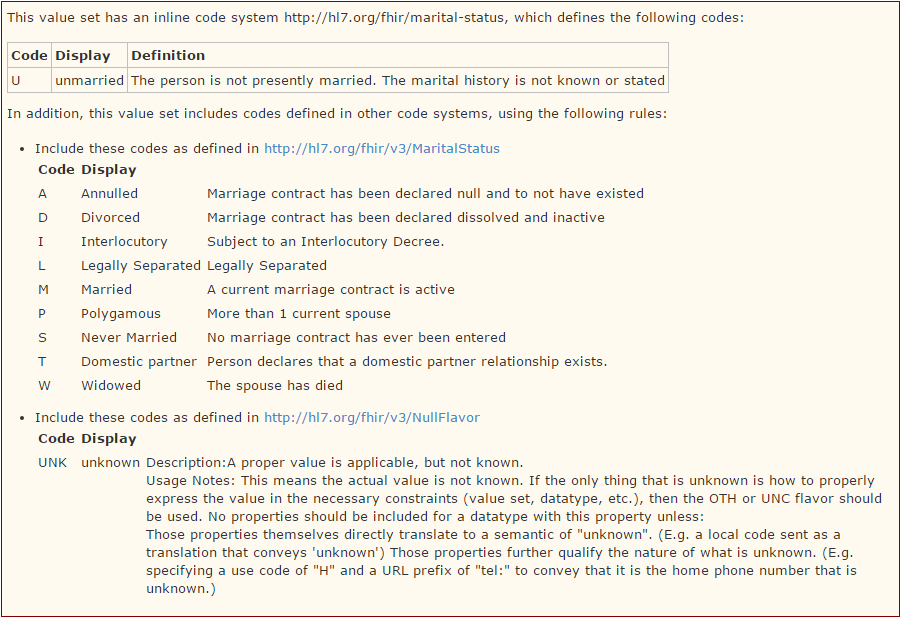 This value set has an inline code system http://hl7.org/fhir/marital-status, which defines the following codes:
Code Display Definition
U unmarried The person is not presently married. The marital history is not known or stated
In addition, this value set includes codes defined in other code systems, using the following rules:
• Include these codes as defined in http://hl7.org/fhir/v3/MaritalStatus
Code Display
A Annulled Marriage contract has been declared null and to not have existed
D Divorced Marriage contract has been declared dissolved and inactive
I Interlocutory Subject to an Interlocutory Decree.
L Legally Separated Legally Separated
M Married A current marriage contract is active
P Polygamous More than 1 current spouse
S Never Married No marriage contract has ever been entered
T Domestic partner Person declares that a domestic partner relationship exists.
W Widowed The spouse has died
• Include these codes as defined in http://hl7.org/fhir/v3/NullFlavor
Code Display
UNK unknown Description:A proper value is applicable, but not known.
Usage Notes: This means the actual value is not known. If the only thing that is unknown is how to properly
express the value in the necessary constraints (value set, datatype, etc.), then the OTH or UNC flavor should
be used. No properties should be included for a datatype with this property unless:
Those properties themselves directly translate to a semantic of "unknown". (E.g. a local code sent as a
translation that conveys 'unknown') Those properties further qualify the nature of what is unknown. (E.g.
specifying a use code of "H" and a URL prefix of "tel:" to convey that it is the home phone number that is
unknown.)